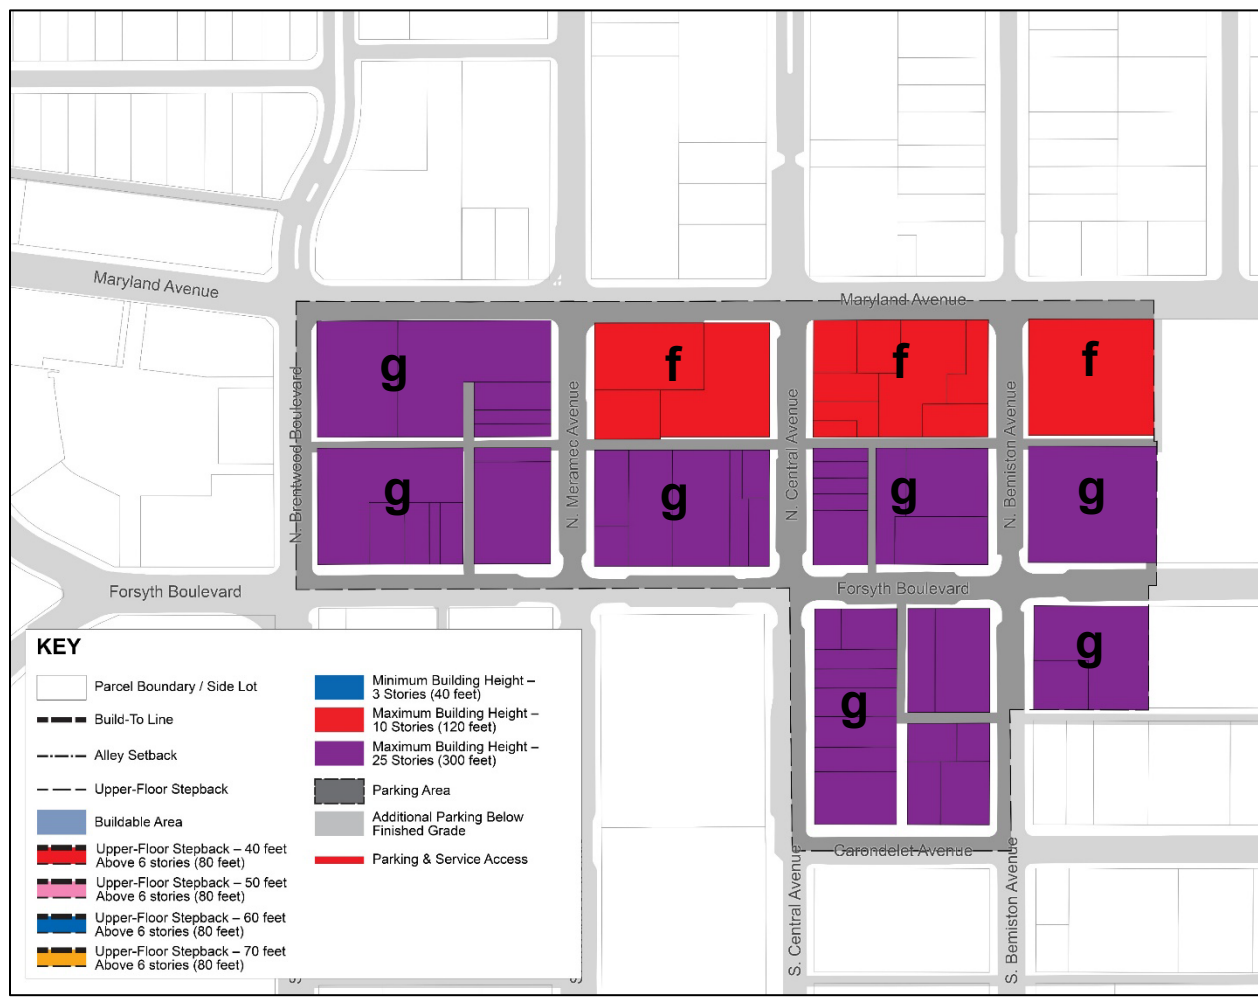 Maryland Avenue
Maryland Avenue
g
f
f
f
N. Brentwood Boulevard
N. Meramec Avenue
N. Central Avenue
N. Bemiston Avenue
g
g
g
g
Forsyth Boulevard
Forsyth Boulevard
g
g
Carondelet Avenue
S. Central Avenue
S. Bemiston Avenue
KEY
Parcel Boundary / Side Lot
Build-To Line
Alley Setback
Upper-Floor Stepback
Buildable Area
Upper-Floor Stepback – 40 feet
Above 6 stories (80 feet)
Upper-Floor Stepback – 50 feet
Above 6 stories (80 feet)
Upper-Floor Stepback – 60 feet
Above 6 stories (80 feet)
Upper-Floor Stepback – 70 feet
Above 6 stories (80 feet)
Minimum Building Height –
3 Stories (40 feet)
Maximum Building Height –
10 Stories (120 feet)
Maximum Building Height –
25 Stories (300 feet)
Parking Area
Additional Parking Below
Finished Grade
Parking & Service Access